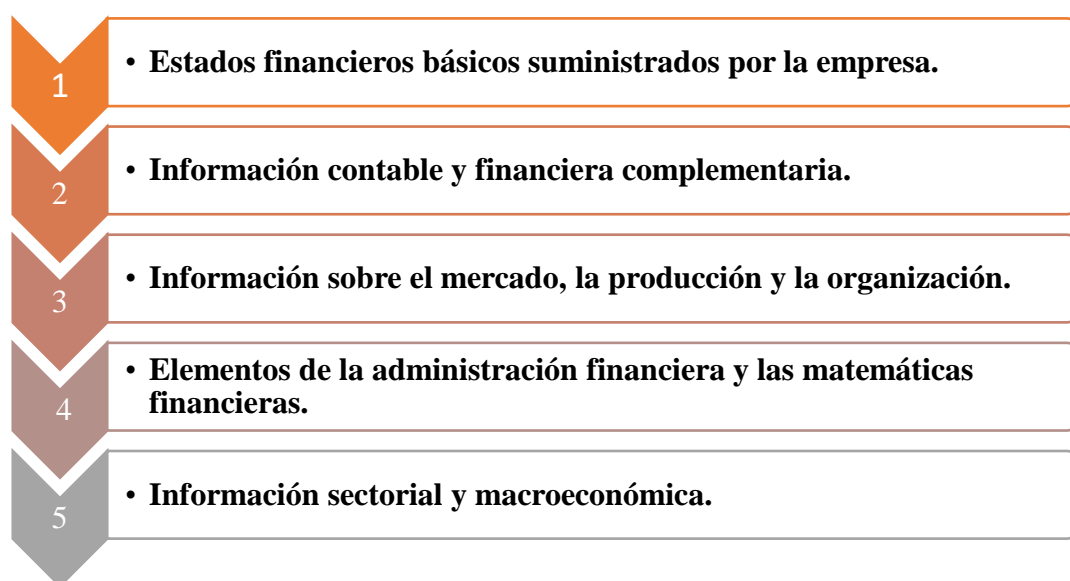 1
• Estados financieros básicos suministrados por la empresa.
2
• Información contable y financiera complementaria.
3
• Información sobre el mercado, la producción y la organización.
4
• Elementos de la administración financiera y las matemáticas
financieras.
5
• Información sectorial y macroeconómica.